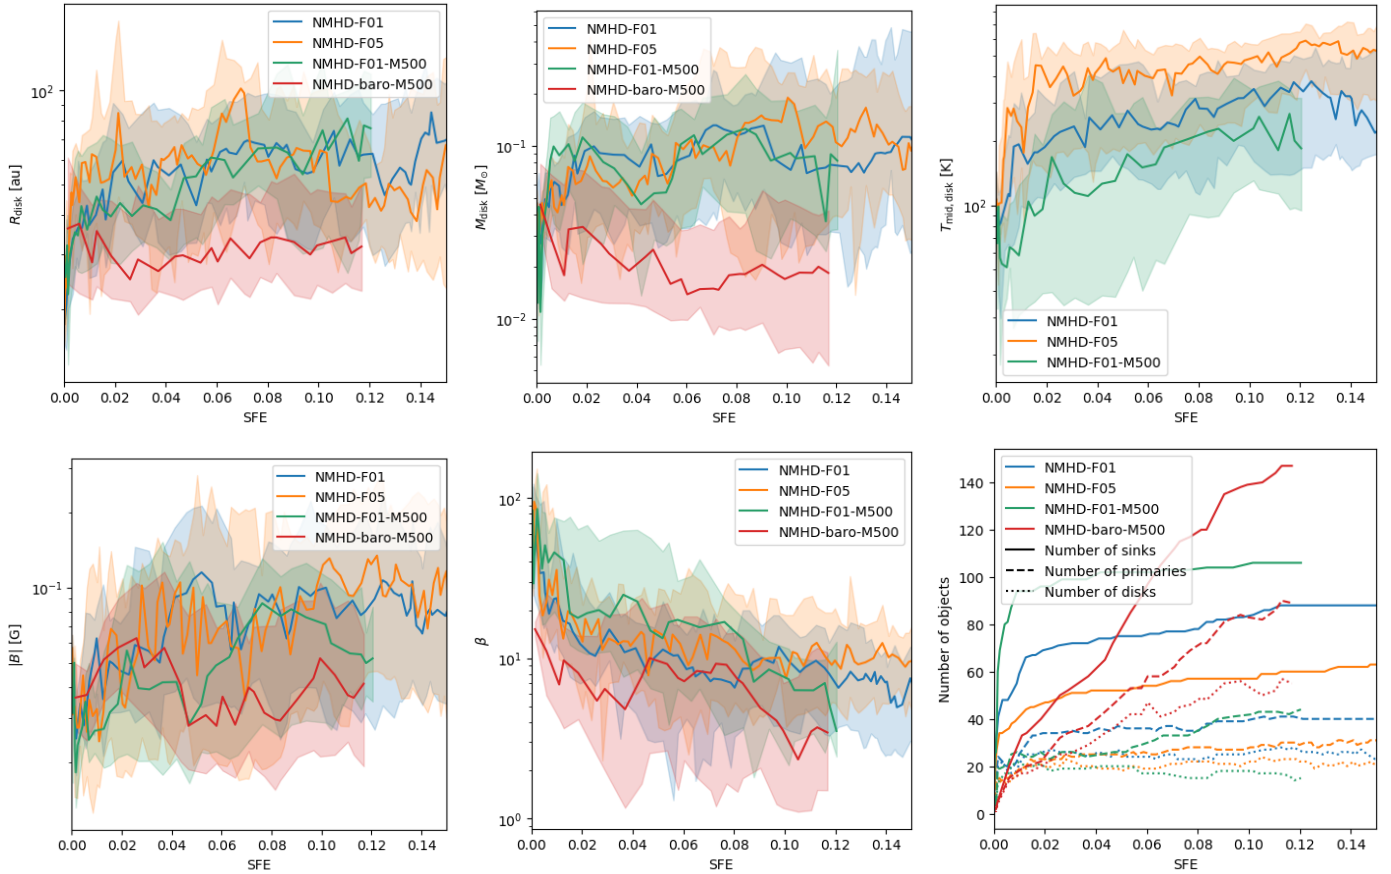 NMHD-F01
NMHD-F05
NMHD-F01-M500
NMHD-baro-M500
10²
R_disk [au]
0.00 0.02 0.04 0.06 0.08 0.10 0.12 0.14
SFE
NMHD-F01
NMHD-F05
NMHD-F01-M500
NMHD-baro-M500
10⁰
10⁻¹
10⁻²
M_disk [M_⊙]
0.00 0.02 0.04 0.06 0.08 0.10 0.12 0.14
SFE
10²
T_mid,disk [K]
NMHD-F01
NMHD-F05
NMHD-F01-M500
0.00 0.02 0.04 0.06 0.08 0.10 0.12 0.14
SFE
NMHD-F01
NMHD-F05
NMHD-F01-M500
NMHD-baro-M500
10⁻¹
|B| [G]
0.00 0.02 0.04 0.06 0.08 0.10 0.12 0.14
SFE
NMHD-F01
NMHD-F05
NMHD-F01-M500
NMHD-baro-M500
10²
10¹
10⁰
β
0.00 0.02 0.04 0.06 0.08 0.10 0.12 0.14
SFE
NMHD-F01
NMHD-F05
NMHD-F01-M500
NMHD-baro-M500
Number of sinks
Number of primaries
Number of disks
140
120
100
80
60
40
20
0
Number of objects
0.00 0.02 0.04 0.06 0.08 0.10 0.12 0.14
SFE